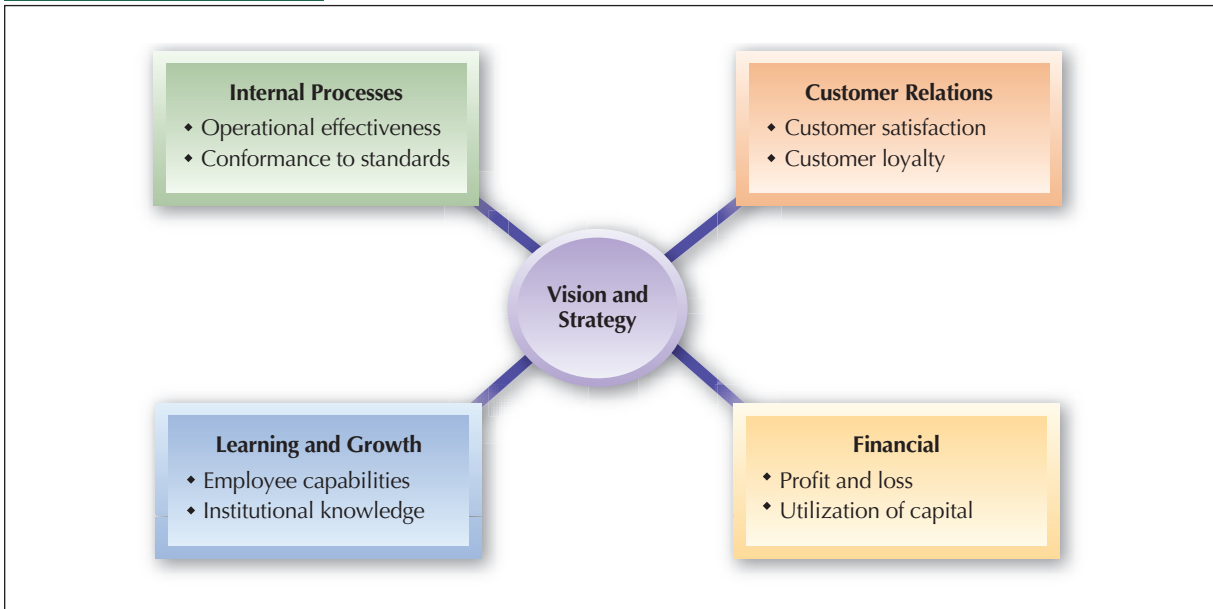 Internal Processes
◆ Operational effectiveness
◆ Conformance to standards
Customer Relations
◆ Customer satisfaction
◆ Customer loyalty
Vision and
Strategy
Learning and Growth
◆ Employee capabilities
◆ Institutional knowledge
Financial
◆ Profit and loss
◆ Utilization of capital